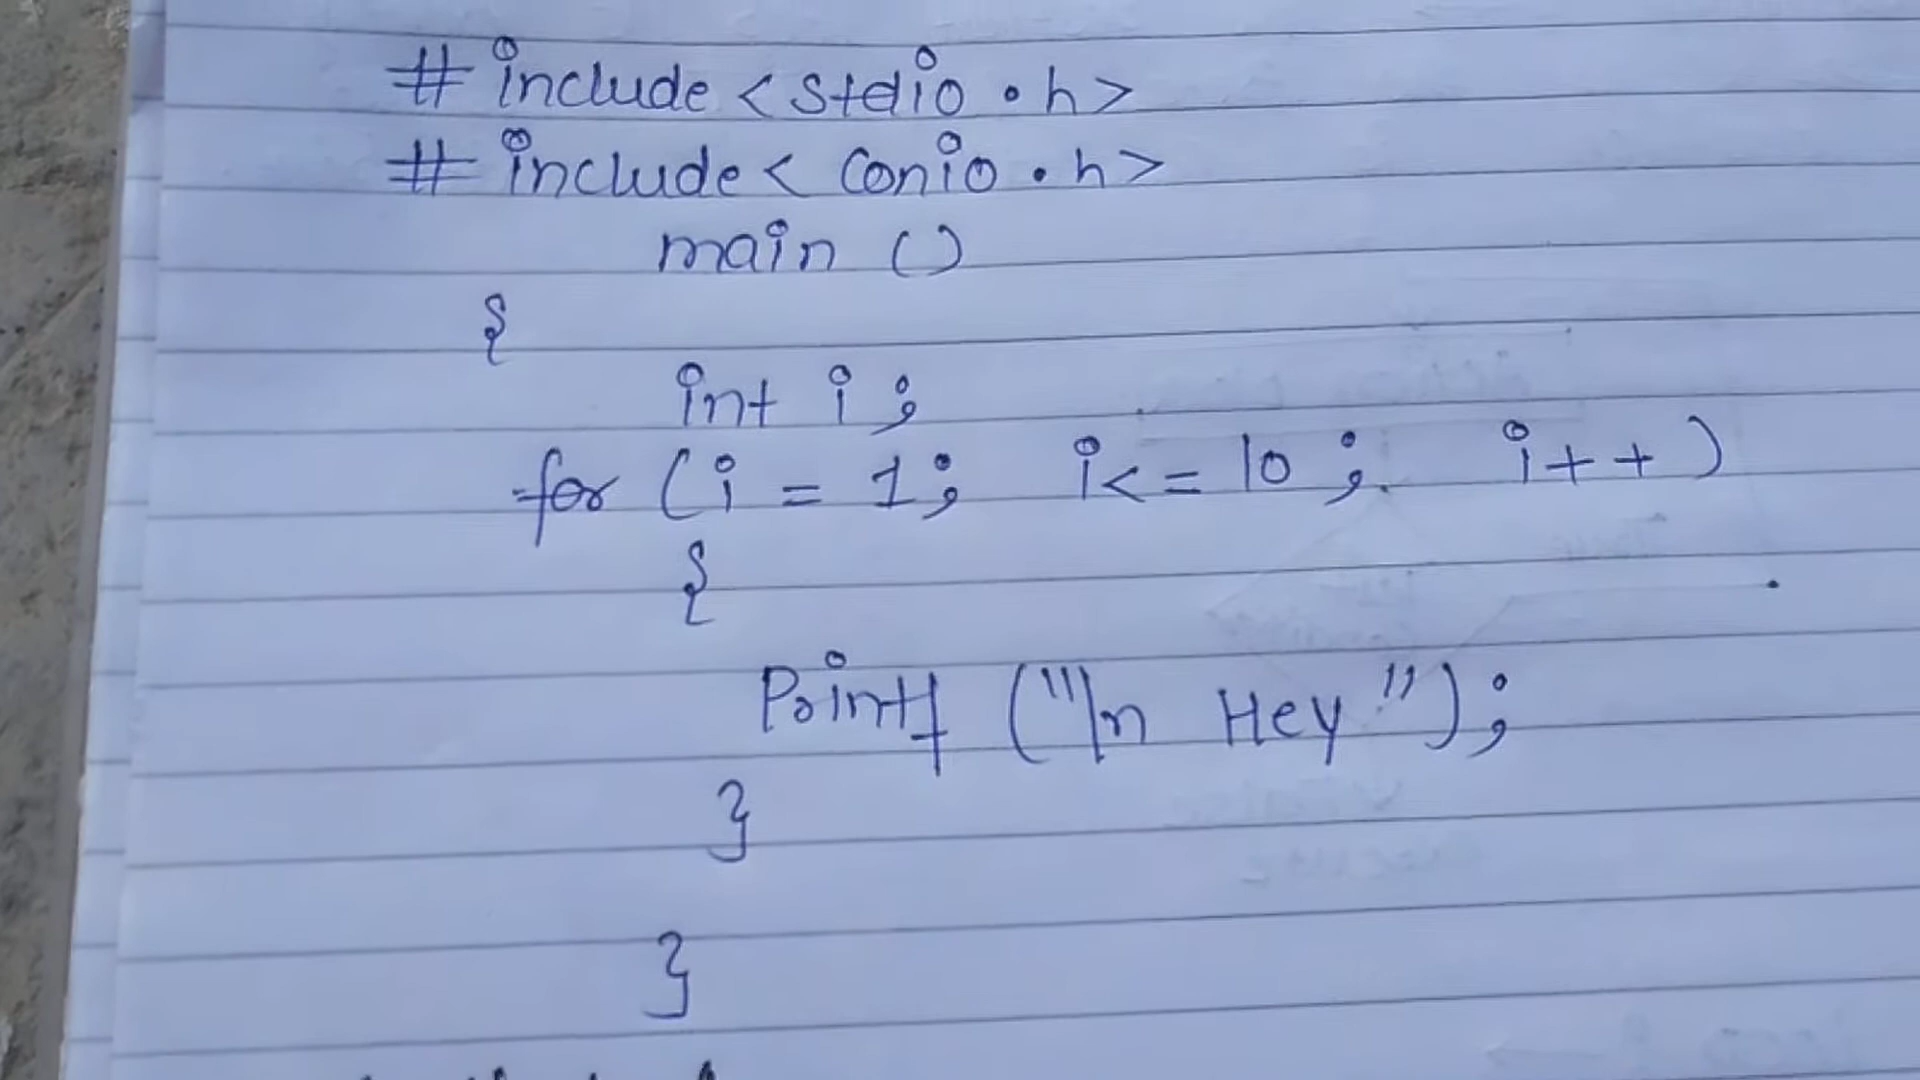 # include <stdio.h>
# include < conio.h>
main ()
{
int i;
for (i = 1; i<= 10; i++)
{
Printf ("\n Hey");
}
}